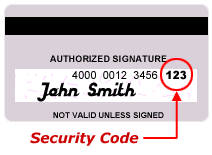 AUTHORIZED SIGNATURE
4000 0012 3456 123
John Smith
NOT VALID UNLESS SIGNED
Security Code